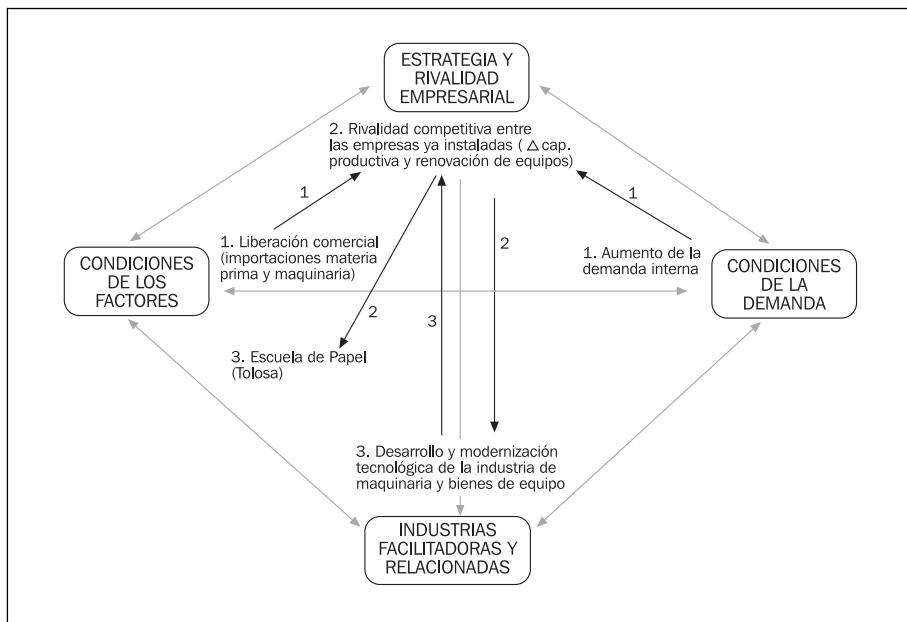 ESTRATEGIA Y
RIVALIDAD
EMPRESARIAL
2. Rivalidad competitiva entre
las empresas ya instaladas ( △ cap.
productiva y renovación de equipos)
1
1
1. Liberación comercial
(importaciones materia
prima y maquinaria)
2
1. Aumento de la
demanda interna
CONDICIONES
DE LOS
FACTORES
CONDICIONES
DE LA
DEMANDA
2
3
3. Escuela de Papel
(Tolosa)
3. Desarrollo y modernización
tecnológica de la industria de
maquinaria y bienes de equipo
INDUSTRIAS
FACILITADORAS Y
RELACIONADAS